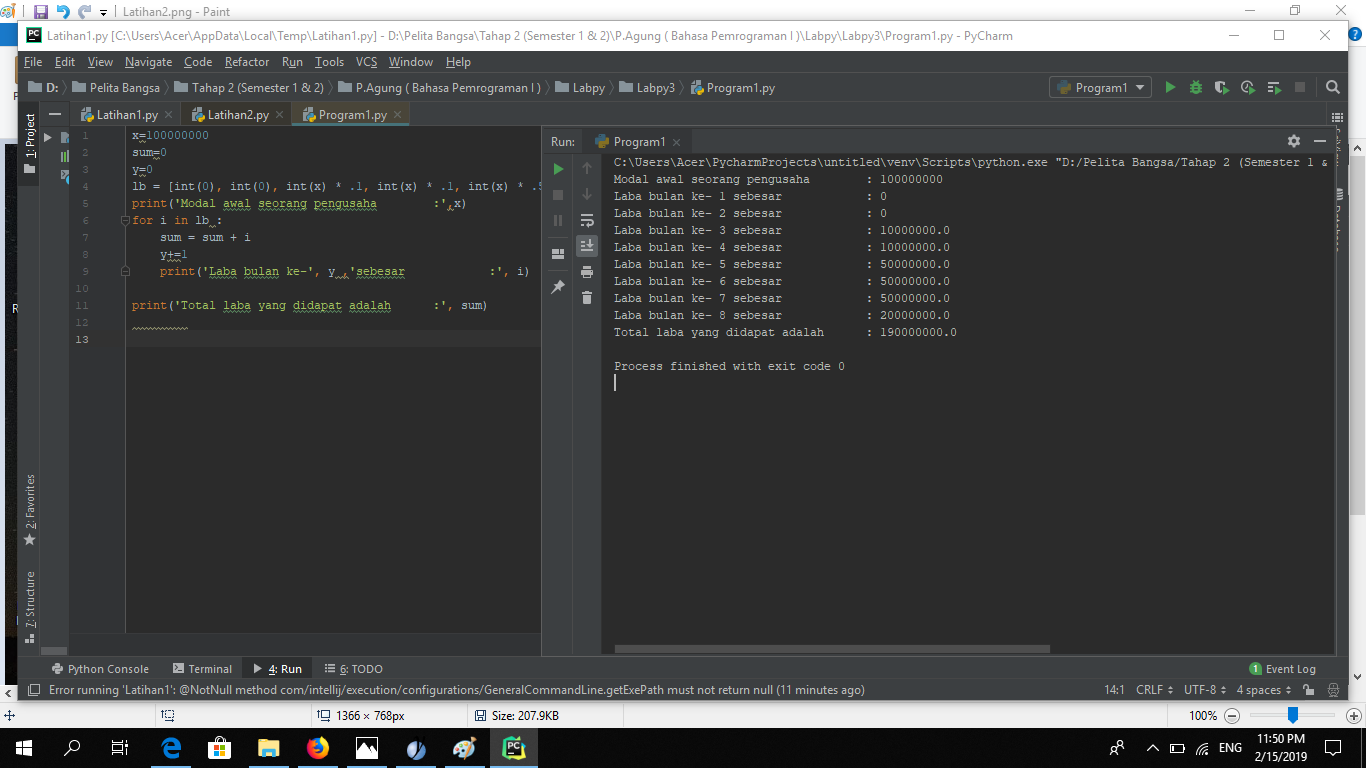 Latihan2.png - Paint
Latihan1.py [C:\Users\Acer\AppData\Local\Temp\Latihan1.py] - D:\Pelita Bangsa\Tahap 2 (Semester 1 & 2)\P.Agung ( Bahasa Pemrograman I )\Labpy\Labpy3\Program1.py - PyCharm
File Edit View Navigate Code Refactor Run Tools VCS Window Help
D: Pelita Bangsa Tahap 2 (Semester 1 & 2) P.Agung ( Bahasa Pemrograman I ) Labpy Labpy3 Program1.py Program1
Latihan1.py Latihan2.py Program1.py
1: Project
1 x=100000000
2 sum=0
3 y=0
4 lb = [int(0), int(0), int(x) * .1, int(x) * .1, int(x) * .5
5 print('Modal awal seorang pengusaha        :',x)
6 for i in lb :
7     sum = sum + i
8     y+=1
9     print('Laba bulan ke-', y ,'sebesar            :', i)
10
11 print('Total laba yang didapat adalah      :', sum)
12
13
2: Favorites
7: Structure
Run: Program1
C:\Users\Acer\PycharmProjects\untitled\venv\Scripts\python.exe "D:/Pelita Bangsa/Tahap 2 (Semester 1 &
Modal awal seorang pengusaha        : 100000000
Laba bulan ke- 1 sebesar            : 0
Laba bulan ke- 2 sebesar            : 0
Laba bulan ke- 3 sebesar            : 10000000.0
Laba bulan ke- 4 sebesar            : 10000000.0
Laba bulan ke- 5 sebesar            : 50000000.0
Laba bulan ke- 6 sebesar            : 50000000.0
Laba bulan ke- 7 sebesar            : 50000000.0
Laba bulan ke- 8 sebesar            : 20000000.0
Total laba yang didapat adalah      : 190000000.0
Process finished with exit code 0
Python Console Terminal 4: Run 6: TODO 1 Event Log
Error running 'Latihan1': @NotNull method com/intellij/execution/configurations/GeneralCommandLine.getExePath must not return null (11 minutes ago) 14:1 CRLF UTF-8 4 spaces
1366 × 768px Size: 207.9KB 100%
ENG 11:50 PM
2/15/2019